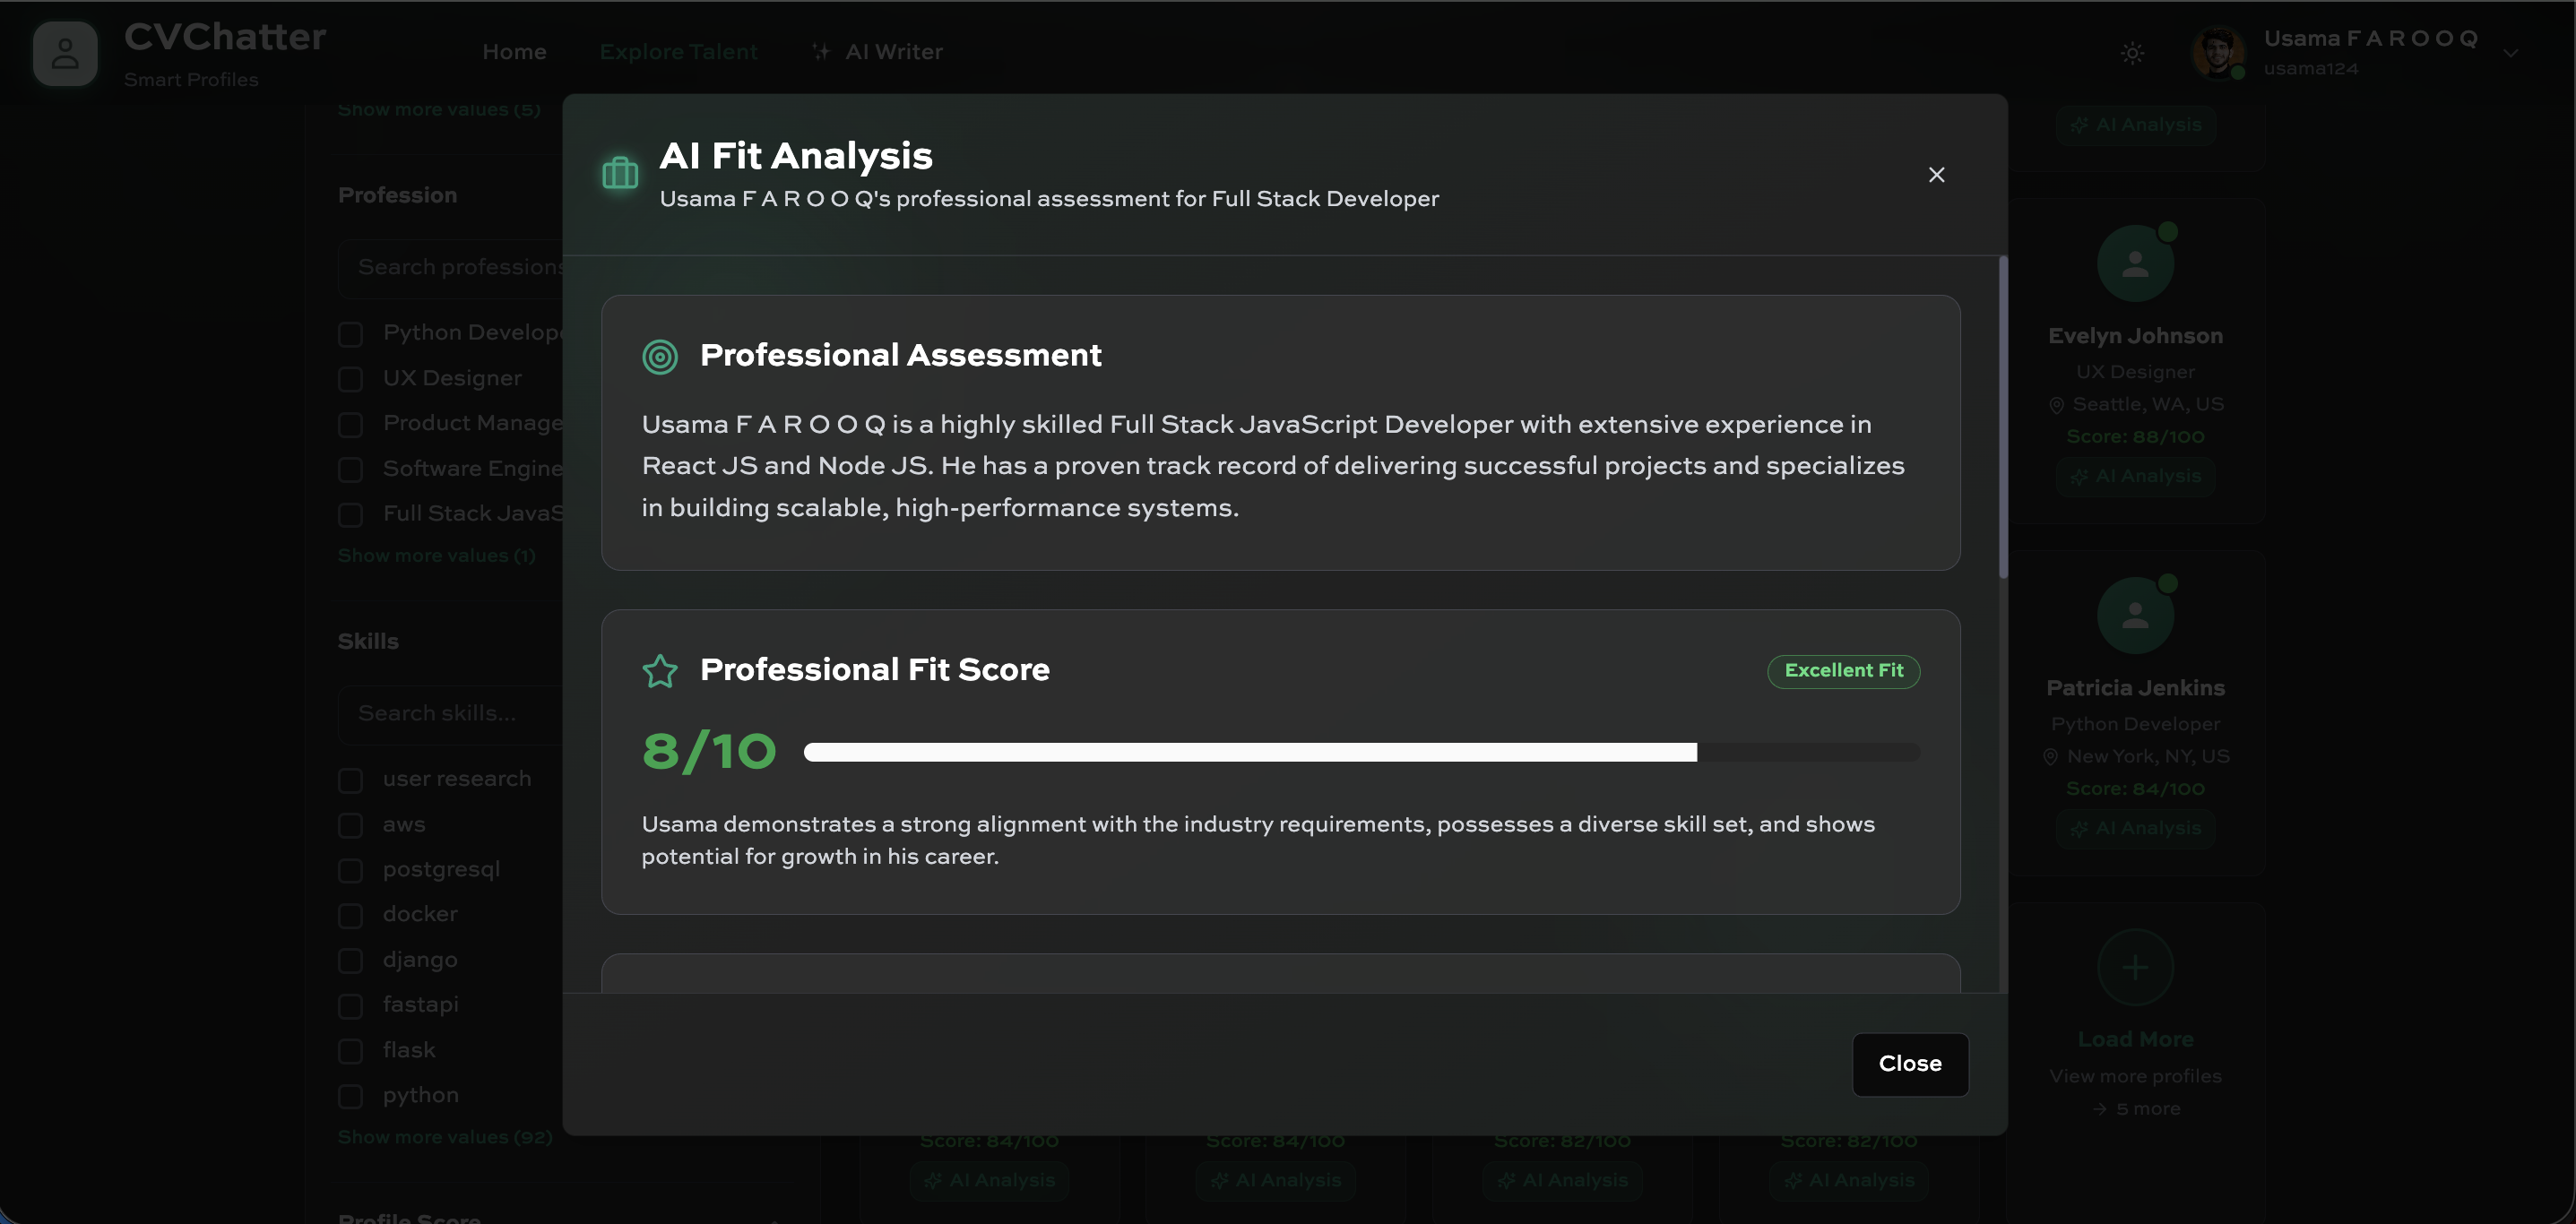 CVChatter
Smart Profiles
Home
Explore Talent
AI Writer
Usama F A R O O Q
usama124
Show more values (5)
Profession
Search professions
Python Develope
UX Designer
Product Manage
Software Engine
Full Stack JavaS
Show more values (1)
Skills
Search skills...
user research
aws
postgresql
docker
django
fastapi
flask
python
Show more values (92)
AI Fit Analysis
Usama F A R O O Q's professional assessment for Full Stack Developer
Professional Assessment
Usama F A R O O Q is a highly skilled Full Stack JavaScript Developer with extensive experience in
React JS and Node JS. He has a proven track record of delivering successful projects and specializes
in building scalable, high-performance systems.
Professional Fit Score
Excellent Fit
8/10
Usama demonstrates a strong alignment with the industry requirements, possesses a diverse skill set, and shows
potential for growth in his career.
Close
AI Analysis
Evelyn Johnson
UX Designer
Seattle, WA, US
Score: 88/100
AI Analysis
Patricia Jenkins
Python Developer
New York, NY, US
Score: 84/100
AI Analysis
Load More
View more profiles
→ 5 more
Score: 84/100
AI Analysis
Score: 84/100
AI Analysis
Score: 82/100
AI Analysis
Score: 82/100
AI Analysis
Profile Score